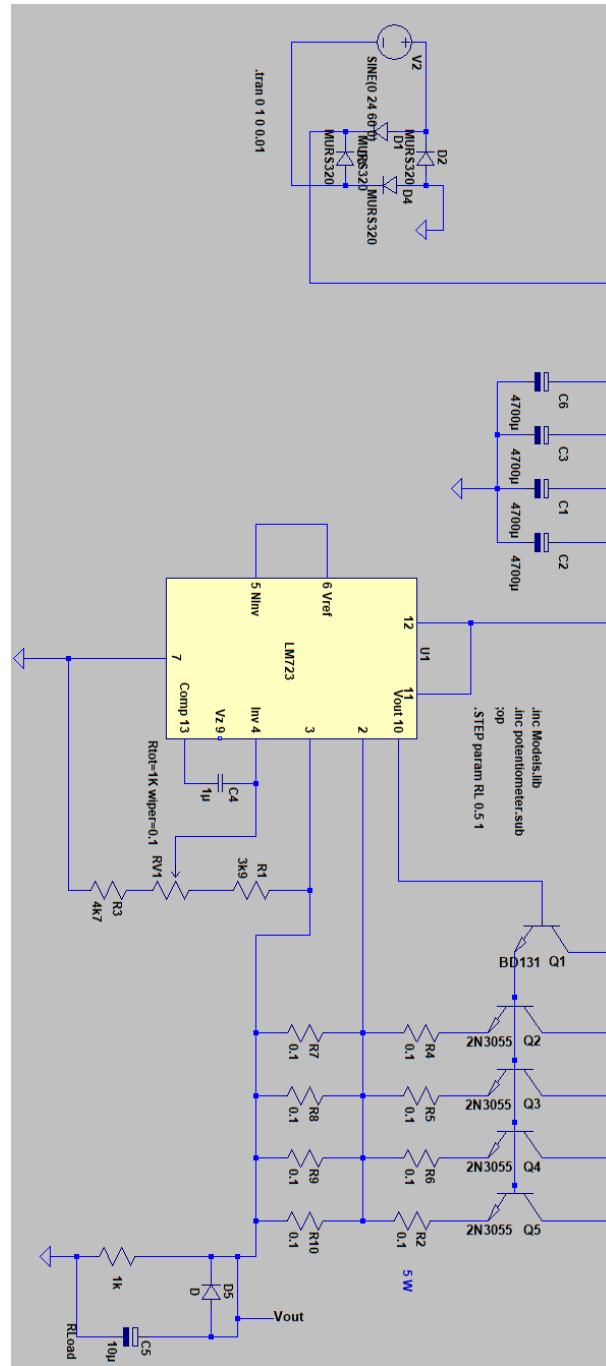 V2
SINE(0 24 60
.tran 0 1 0 0.01
D1
MURS320
D2
MURS320
MURS320
D4
MURS320
C6
4700µ
C3
4700µ
C1
4700µ
C2
4700µ
5 NInv
6 Vref
12
U1
LM723
11
7
Vout 10
Comp 13
Vz 9
Inv 4
3
2
.inc Models.lib
.inc potentiometer.sub
;op
.STEP param RL 0.5 1
C4
1µ
Rtot=1K wiper=0.1
RV1
R1
3k9
R3
4k7
BD131
Q1
R7
0.1
R4
0.1
2N3055
Q2
R8
0.1
R5
0.1
2N3055
Q3
R9
0.1
R6
0.1
2N3055
Q4
R10
0.1
R2
0.1
2N3055
Q5
5 W
1k
D5
D
Vout
C5
10µ
RLoad